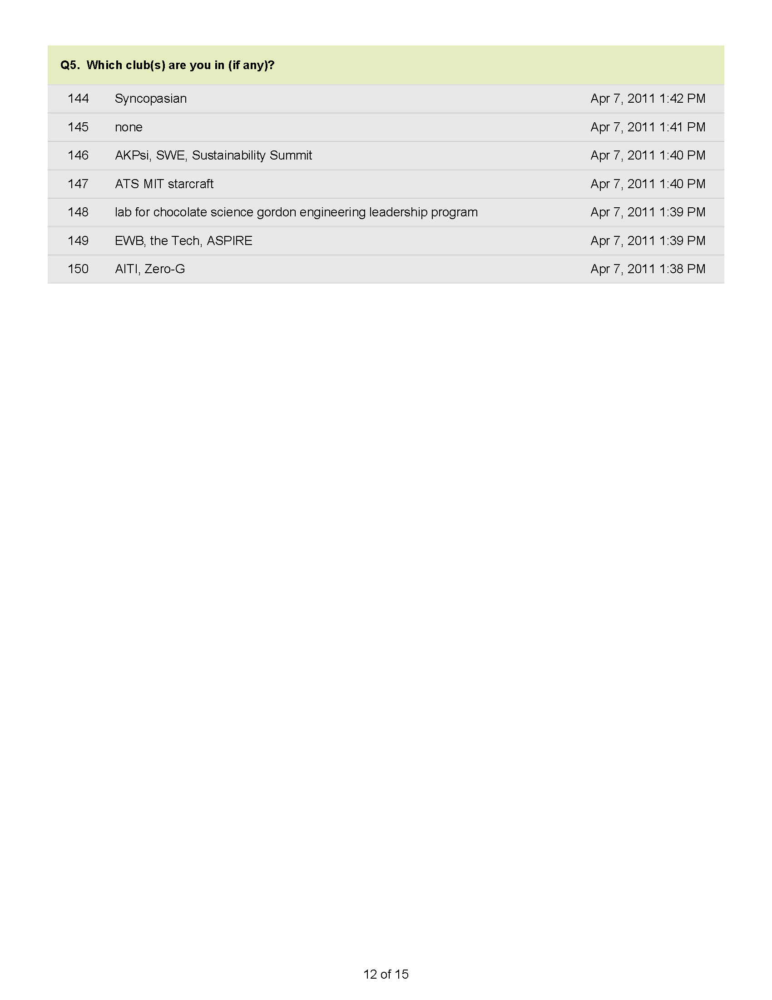 Q5. Which club(s) are you in (if any)?
144 Syncopasian Apr 7, 2011 1:42 PM
145 none Apr 7, 2011 1:41 PM
146 AKPsi, SWE, Sustainability Summit Apr 7, 2011 1:40 PM
147 ATS MIT starcraft Apr 7, 2011 1:40 PM
148 lab for chocolate science gordon engineering leadership program Apr 7, 2011 1:39 PM
149 EWB, the Tech, ASPIRE Apr 7, 2011 1:39 PM
150 AITI, Zero-G Apr 7, 2011 1:38 PM
12 of 15